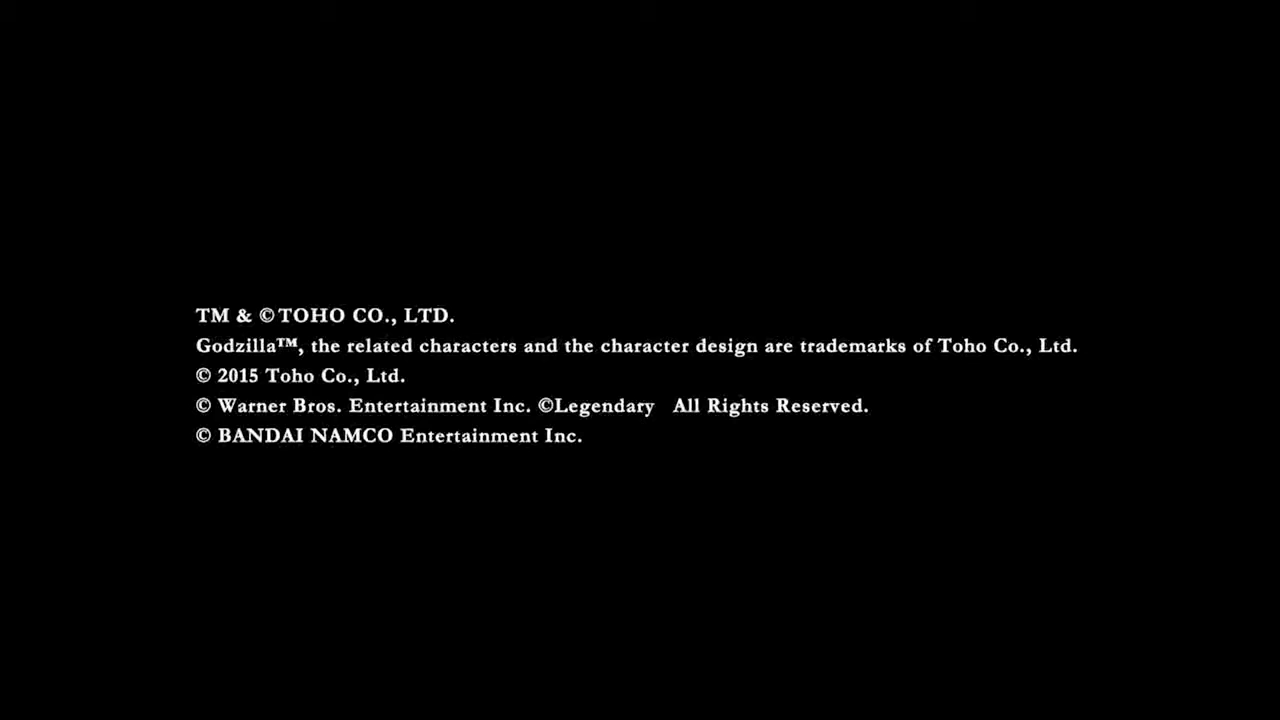 TM & ©TOHO CO., LTD.
Godzilla™, the related characters and the character design are trademarks of Toho Co., Ltd.
© 2015 Toho Co., Ltd.
© Warner Bros. Entertainment Inc. ©Legendary All Rights Reserved.
© BANDAI NAMCO Entertainment Inc.